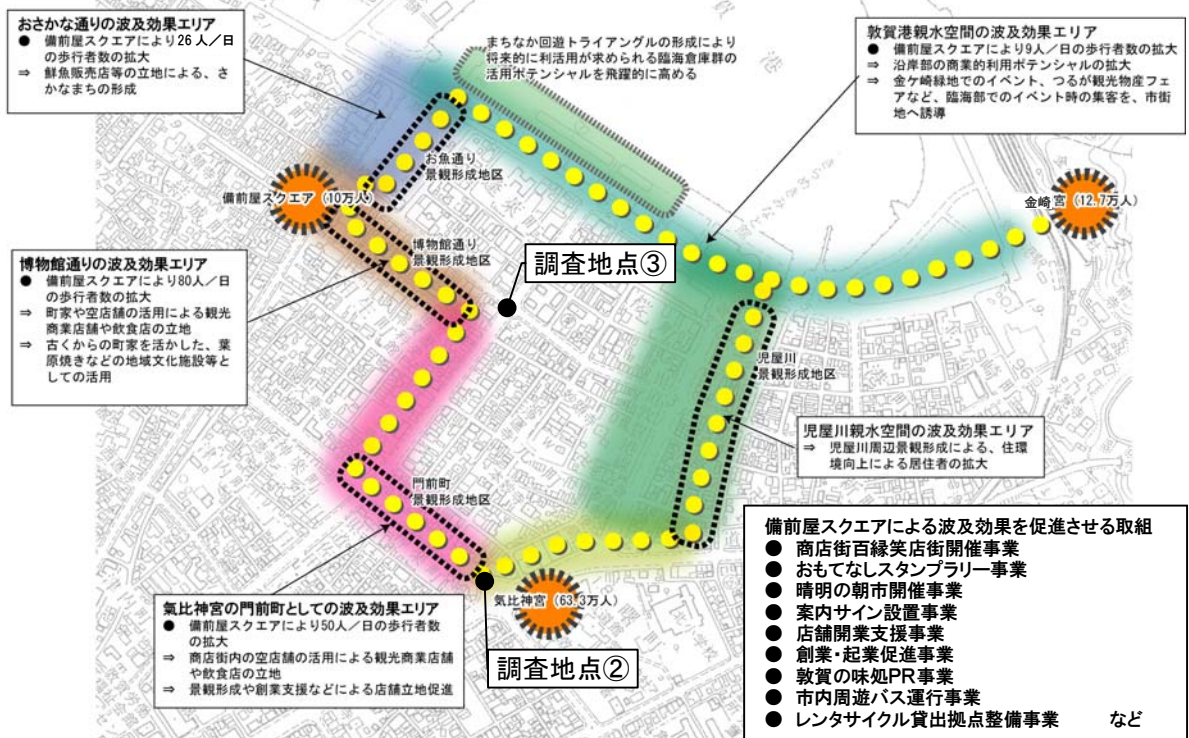 おさかな通りの波及効果エリア
● 備前屋スクエアにより26人／日
の歩行者数の拡大
⇒ 鮮魚販売店等の立地による、さ
かなまちの形成
まちなか回遊トライアングルの形成により
将来的に利活用が求められる臨海倉庫群の
活用ポテンシャルを飛躍的に高める
敦賀港親水空間の波及効果エリア
● 備前屋スクエアにより9人／日の歩行者数の拡大
⇒ 沿岸部の商業的利用ポテンシャルの拡大
⇒ 金ケ崎緑地でのイベント、つるが観光物産フェ
アなど、臨海部でのイベント時の集客を、市街
地へ誘導
港
お魚通り
景観形成地区
備前屋スクエア（10万人）
金崎宮（12.7万人）
博物館通りの波及効果エリア
● 備前屋スクエアにより80人／日
の歩行者数の拡大
⇒ 町家や空店舗の活用による観光
商業店舗や飲食店の立地
⇒ 古くからの町家を活かした、葉
原焼きなどの地域文化施設等と
しての活用
博物館通り
景観形成地区
調査地点③
児屋川
景観形成地区
児屋川親水空間の波及効果エリア
⇒ 児屋川周辺景観形成による、住環
境向上による居住者の拡大
門前町
景観形成地区
氣比神宮の門前町としての波及効果エリア
● 備前屋スクエアにより50人／日の歩行者数
の拡大
⇒ 商店街内の空店舗の活用による観光商業店舗
や飲食店の立地
⇒ 景観形成や創業支援などによる店舗立地促進
気比神宮（63.3万人）
調査地点②
備前屋スクエアによる波及効果を促進させる取組
● 商店街百縁笑店街開催事業
● おもてなしスタンプラリー事業
● 晴明の朝市開催事業
● 案内サイン設置事業
● 店舗開業支援事業
● 創業・起業促進事業
● 敦賀の味処PR事業
● 市内周遊バス運行事業
● レンタサイクル貸出拠点整備事業　など